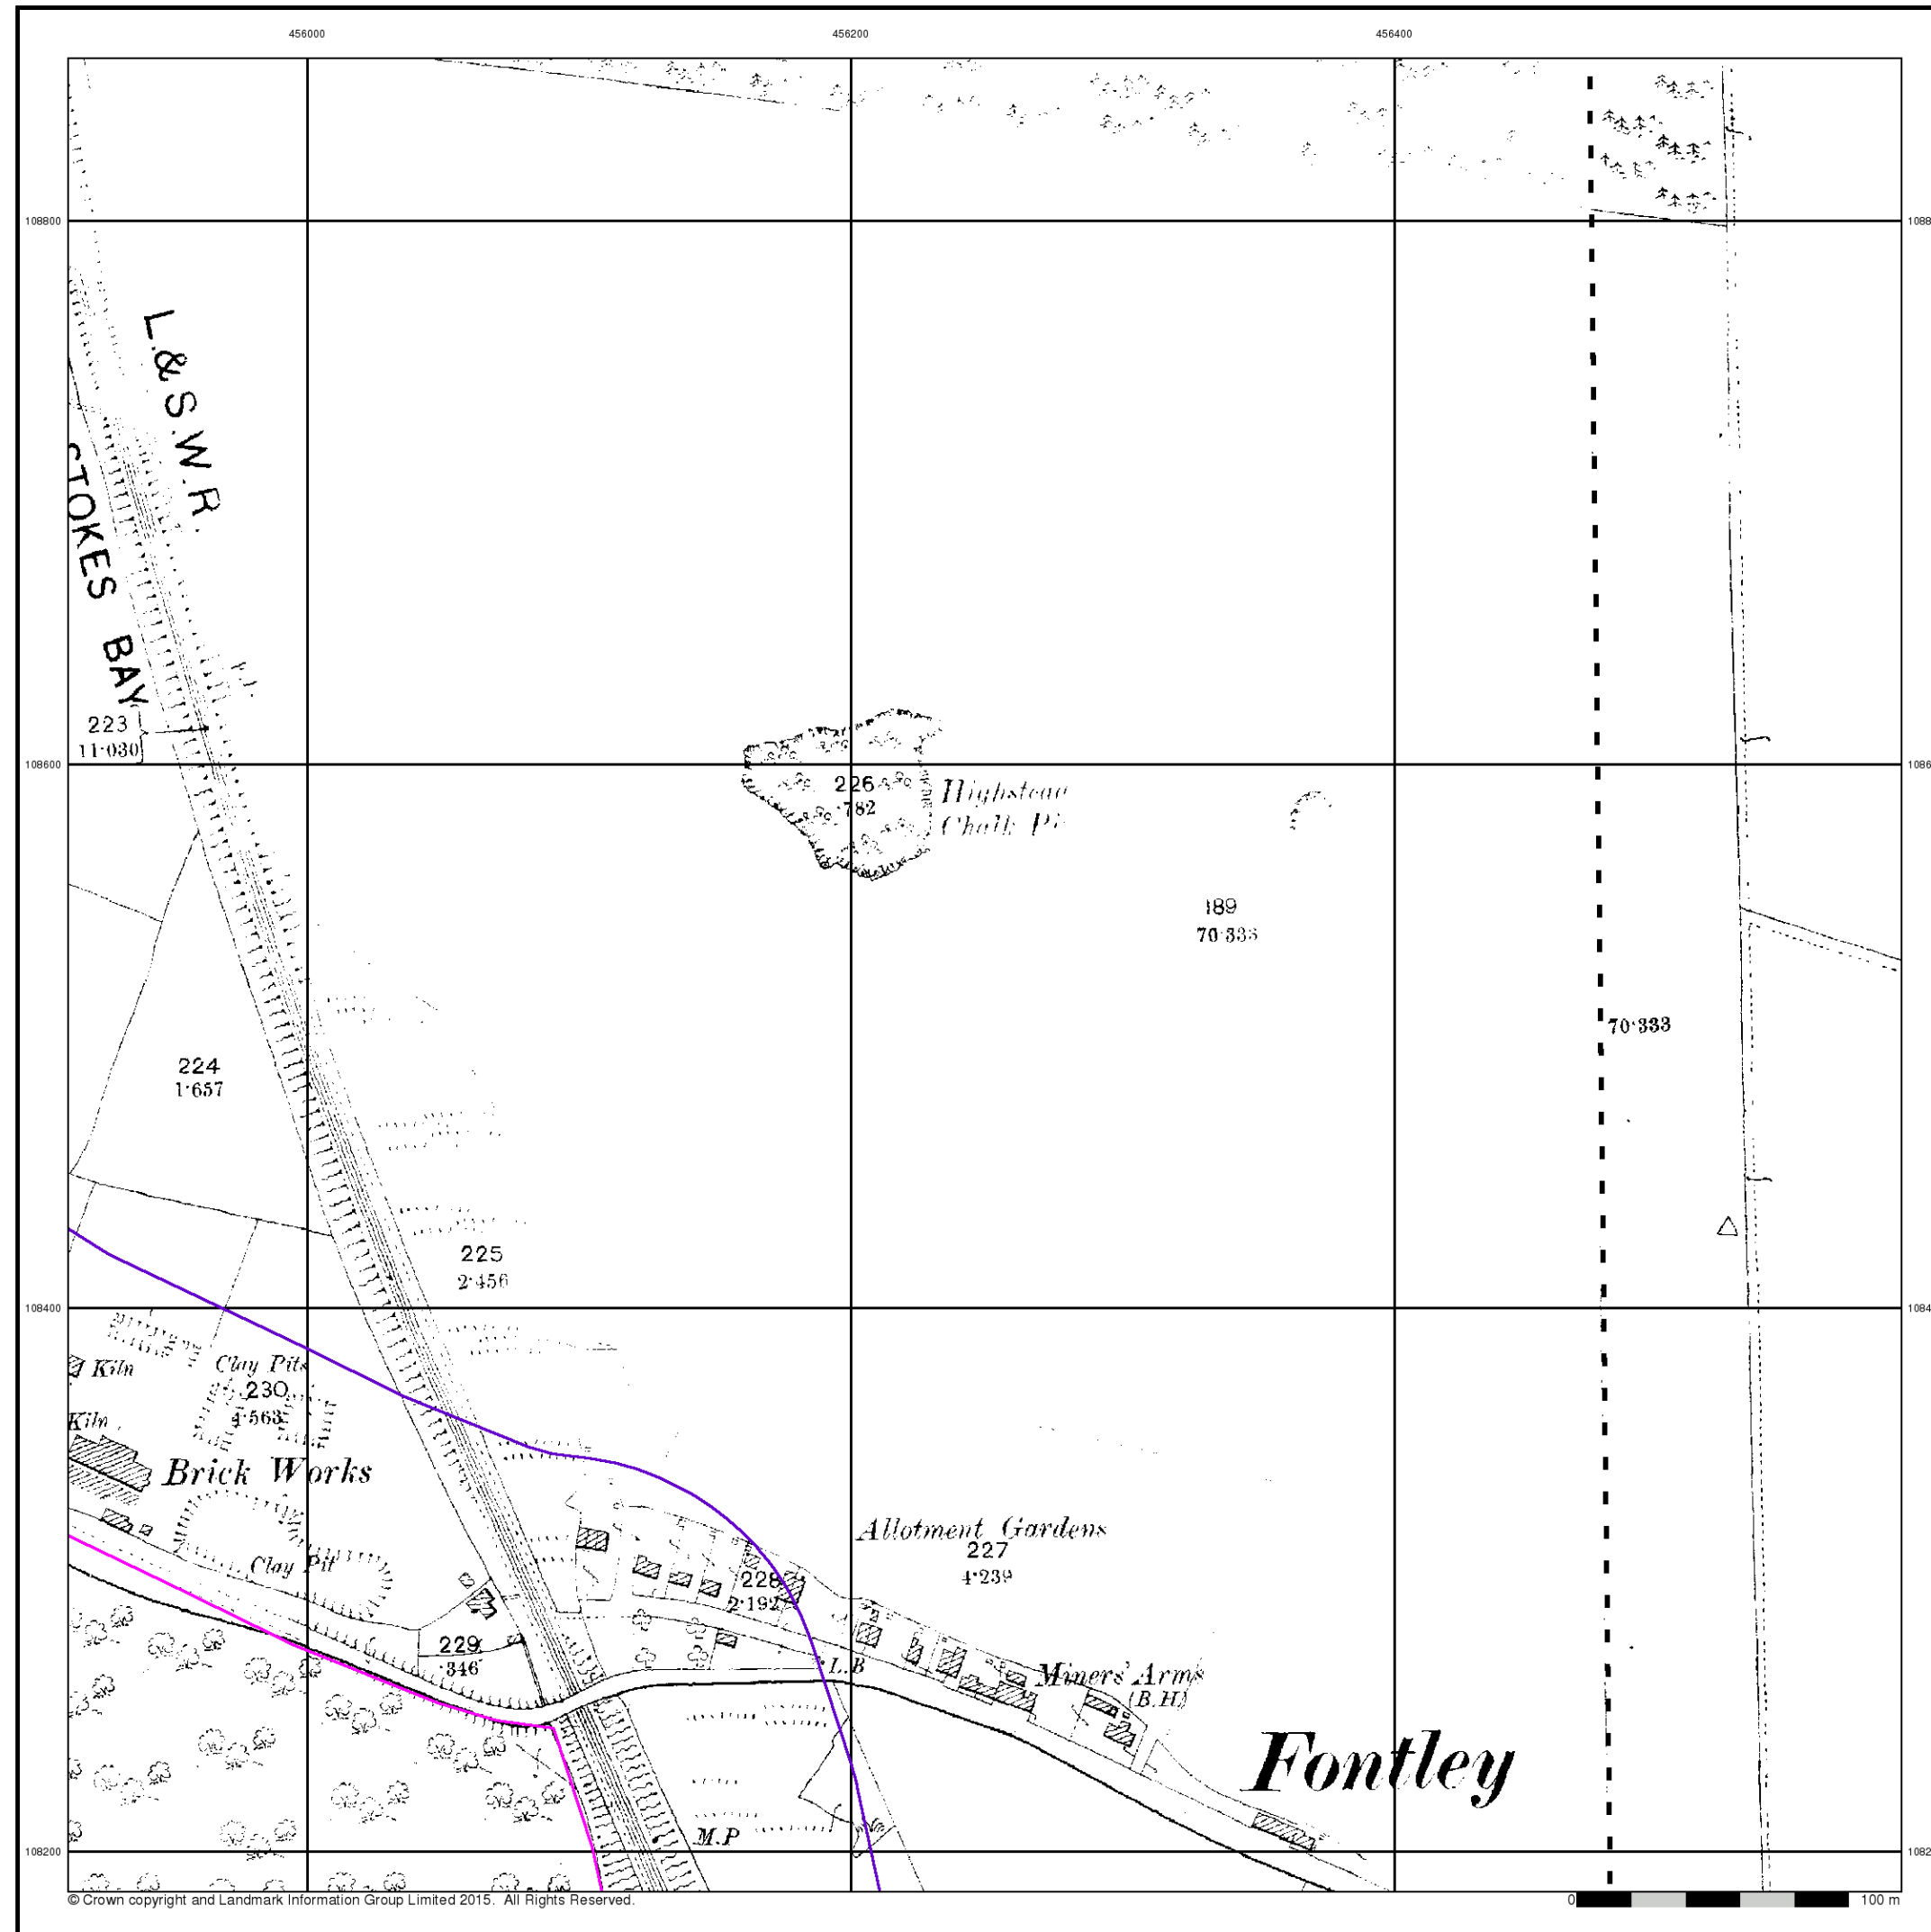 456000
456200
456400
108800
L.&S.W.R.
STOKES BAY
223
11·030
108600
226
·782
Highstead
Chalk Pit
189
70·333
70·333
224
1·657
225
2·456
108400
Kiln
Clay Pits
230
4·563
Kiln
Brick Works
Clay Pit
Allotment Gardens
227
4·239
228
2·192
229
·346
L.B
Miners' Arms
(B.H.)
Fontley
M.P
108200
© Crown copyright and Landmark Information Group Limited 2015. All Rights Reserved.
0
100 m